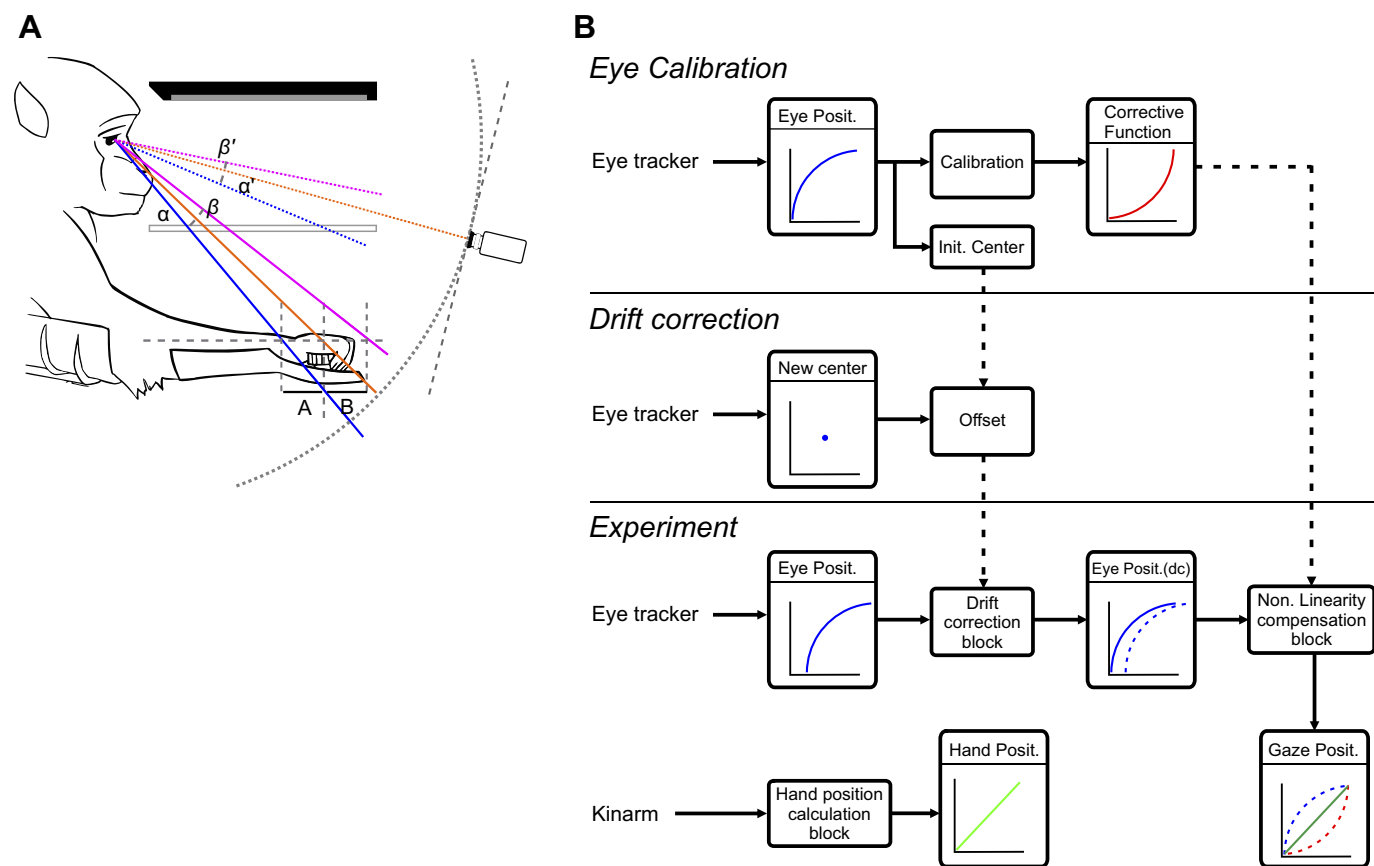 A
β'
α'
α
β
A
B
B
Eye Calibration
Eye tracker
Eye Posit.
Calibration
Init. Center
Corrective
Function
Drift correction
Eye tracker
New center
Offset
Experiment
Eye tracker
Eye Posit.
Drift
correction
block
Eye Posit.(dc)
Non. Linearity
compensation
block
Kinarm
Hand position
calculation
block
Hand Posit.
Gaze Posit.